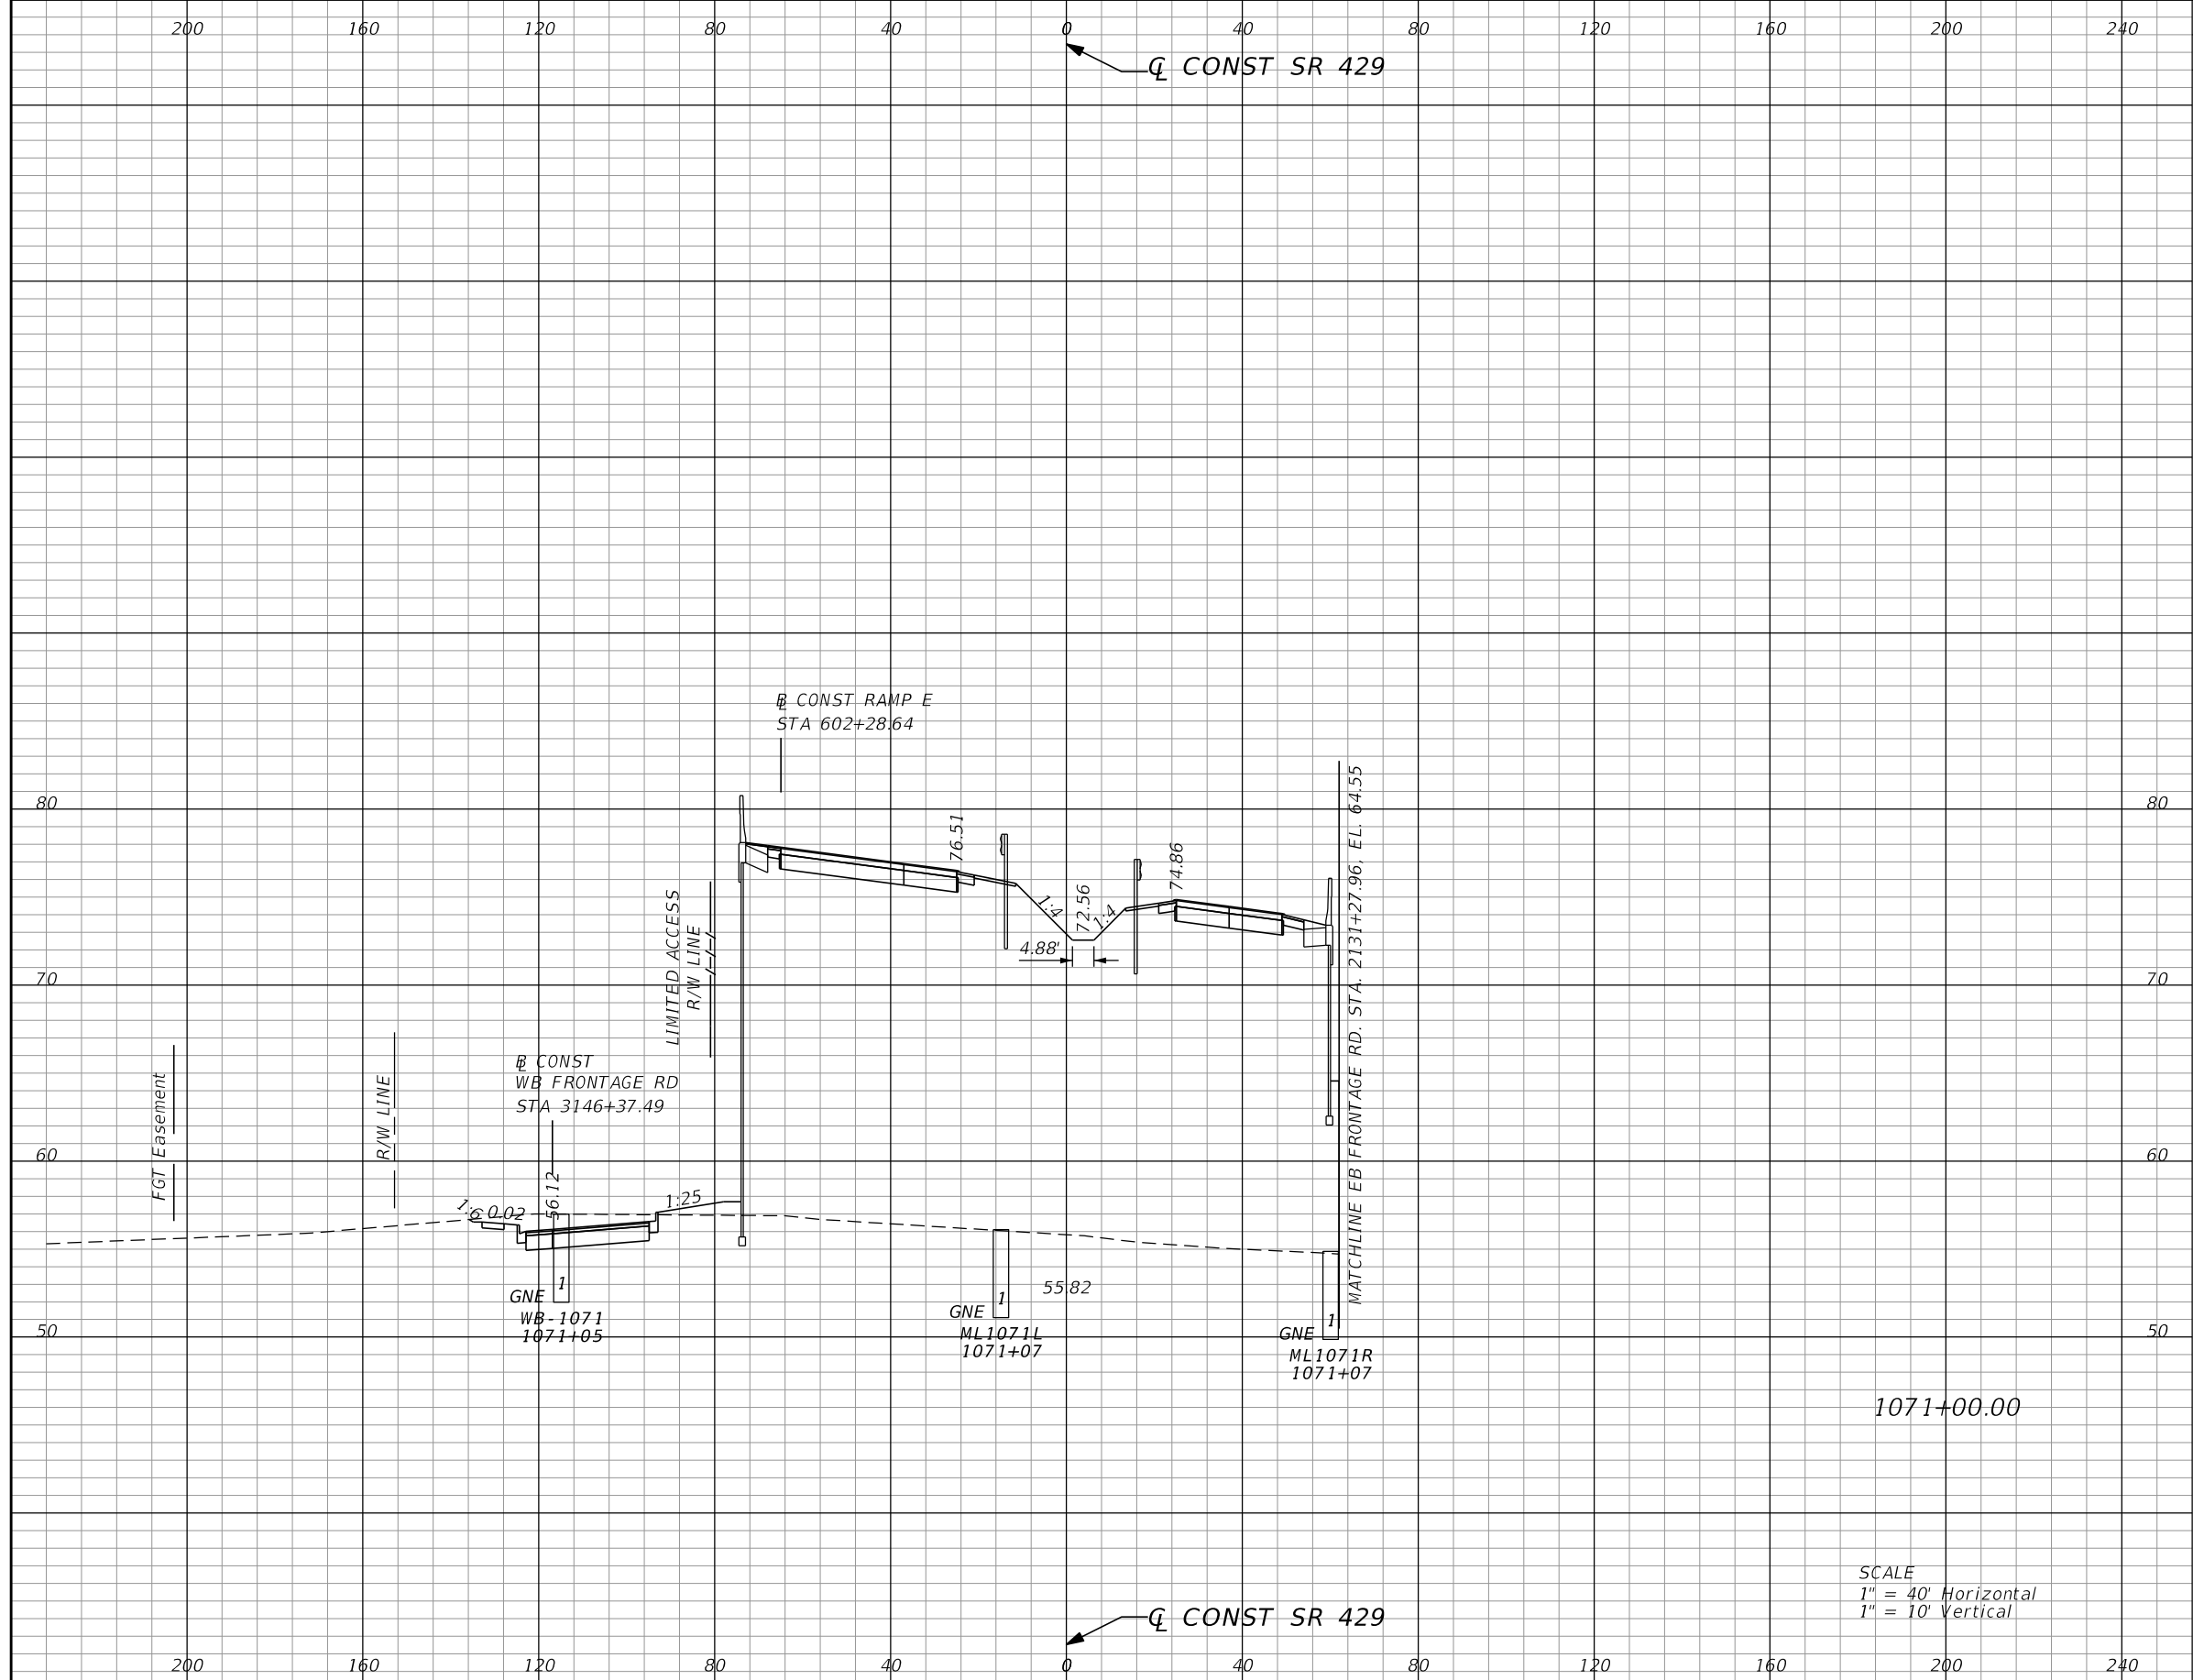 200 160 120 80 40 0 40 80 120 160 200 240
℄ CONST SR 429
B̲L CONST RAMP E
STA 602+28.64
80 80
76.51
74.86
72.56
1:4
1:4
4.88'
LIMITED ACCESS
R/W LINE
MATCHLINE EB FRONTAGE RD. STA. 2131+27.96, EL. 64.55
70 70
BL CONST
WB FRONTAGE RD
STA 3146+37.49
FGT Easement
R/W LINE
60 60
56.12
1:6 0.02
1:25
1
GNE
WB-1071
1071+05
1
GNE
ML1071L
1071+07
55.82
1
GNE
ML1071R
1071+07
50 50
1071+00.00
SCALE
1" = 40' Horizontal
1" = 10' Vertical
℄ CONST SR 429
200 160 120 80 40 0 40 80 120 160 200 240